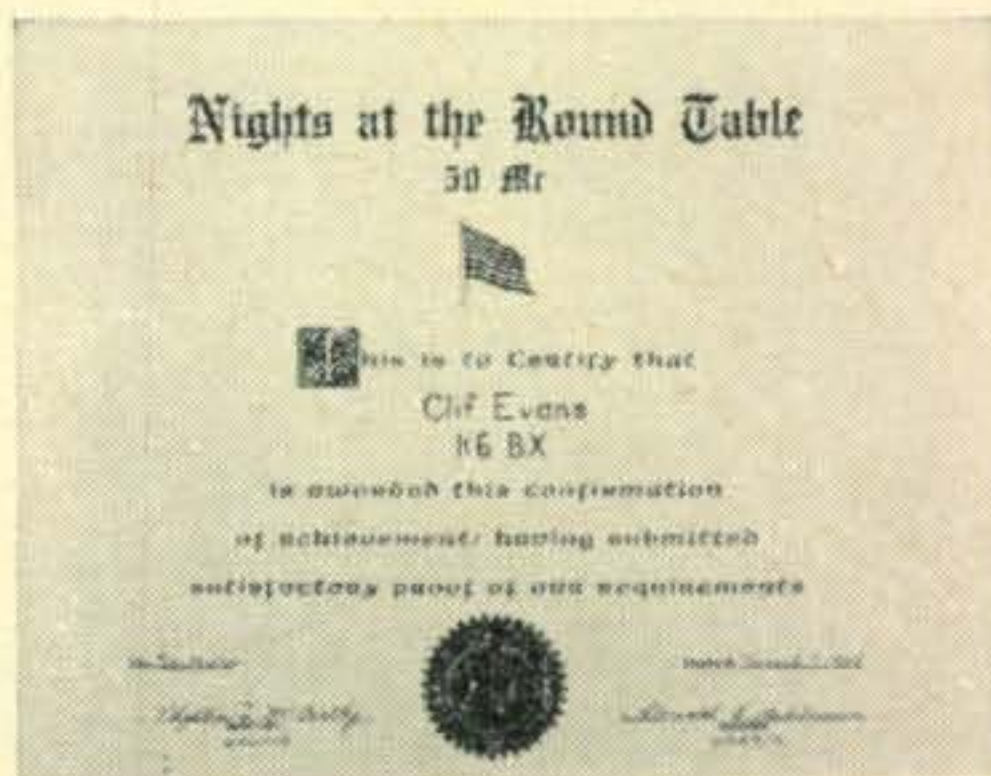 Nights at the Round Table
50 Mc
This is to Certify that
Clif Evans
K6 BX
is awarded this confirmation
of achievement: having submitted
satisfactory proof of our requirements